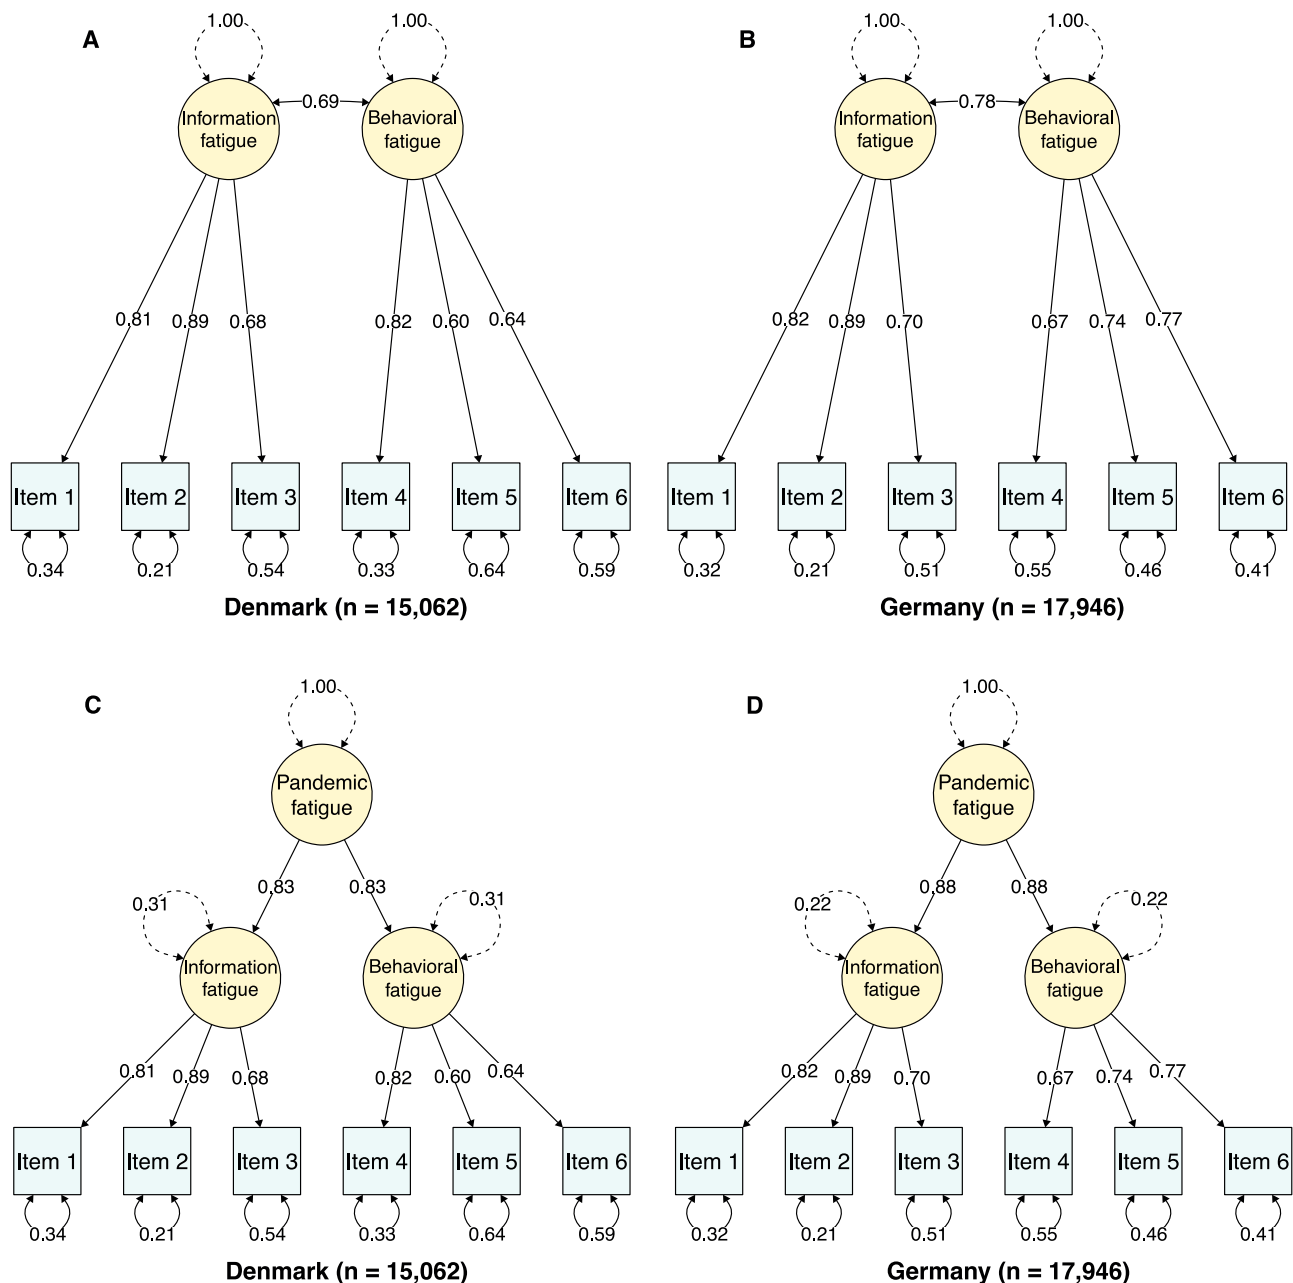 A
1.00 1.00
Information
fatigue
0.69
Behavioral
fatigue
0.81 0.89 0.68 0.82 0.60 0.64
Item 1 Item 2 Item 3 Item 4 Item 5 Item 6
0.34 0.21 0.54 0.33 0.64 0.59
Denmark (n = 15,062)
B
1.00 1.00
Information
fatigue
0.78
Behavioral
fatigue
0.82 0.89 0.70 0.67 0.74 0.77
Item 1 Item 2 Item 3 Item 4 Item 5 Item 6
0.32 0.21 0.51 0.55 0.46 0.41
Germany (n = 17,946)
C
1.00
Pandemic
fatigue
0.83 0.83
0.31 0.31
Information
fatigue
Behavioral
fatigue
0.81 0.89 0.68 0.82 0.60 0.64
Item 1 Item 2 Item 3 Item 4 Item 5 Item 6
0.34 0.21 0.54 0.33 0.64 0.59
Denmark (n = 15,062)
D
1.00
Pandemic
fatigue
0.88 0.88
0.22 0.22
Information
fatigue
Behavioral
fatigue
0.82 0.89 0.70 0.67 0.74 0.77
Item 1 Item 2 Item 3 Item 4 Item 5 Item 6
0.32 0.21 0.51 0.55 0.46 0.41
Germany (n = 17,946)